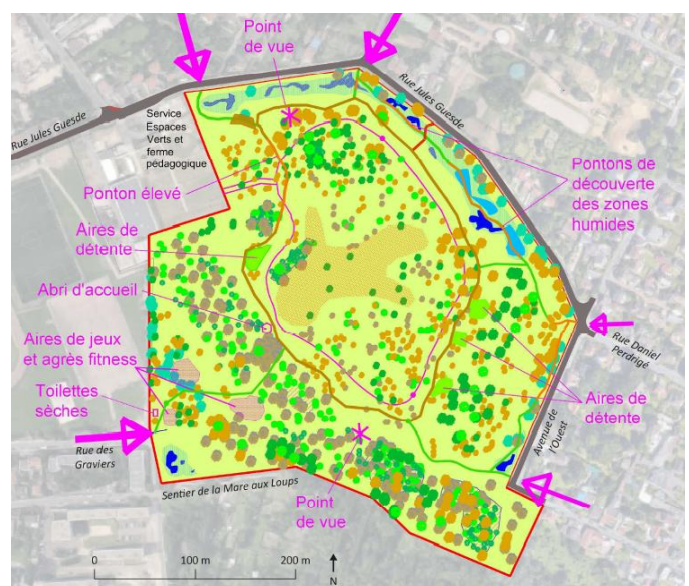 Point
de vue
Rue Jules Guesde
Rue Jules Guesde
Service
Espaces
Verts et
ferme
pédagogique
Ponton élevé
Pontons de
découverte
des zones
humides
Aires de
détente
Abri d'accueil
Aires de jeux
et agrès fitness
Toilettes
sèches
Rue Daniel
Perdrigé
Aires de
détente
Avenue de
l'Ouest
Rue des
Graviers
Sentier de la Mare aux Loups
Point
de vue
0 100 m 200 m
N